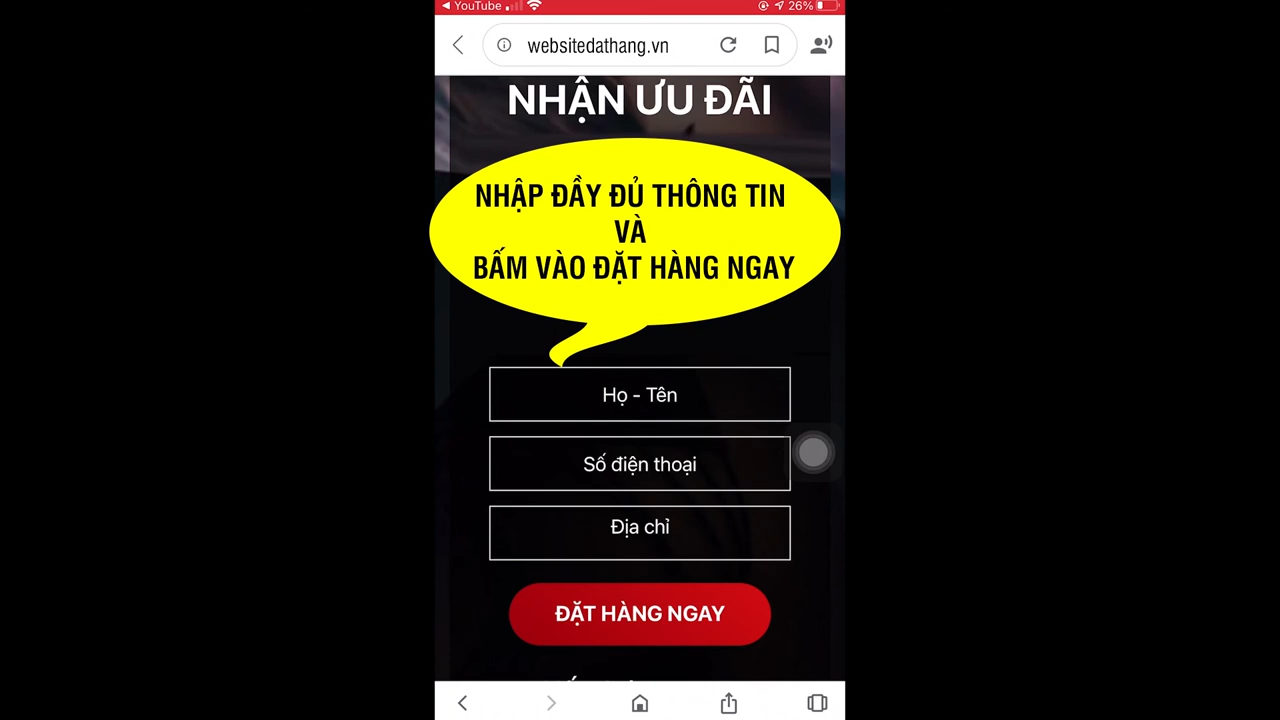 YouTube
26%
websitedathang.vn
NHẬN ƯU ĐÃI
NHẬP ĐẦY ĐỦ THÔNG TIN
VÀ
BẤM VÀO ĐẶT HÀNG NGAY
Họ - Tên
Số điện thoại
Địa chỉ
ĐẶT HÀNG NGAY